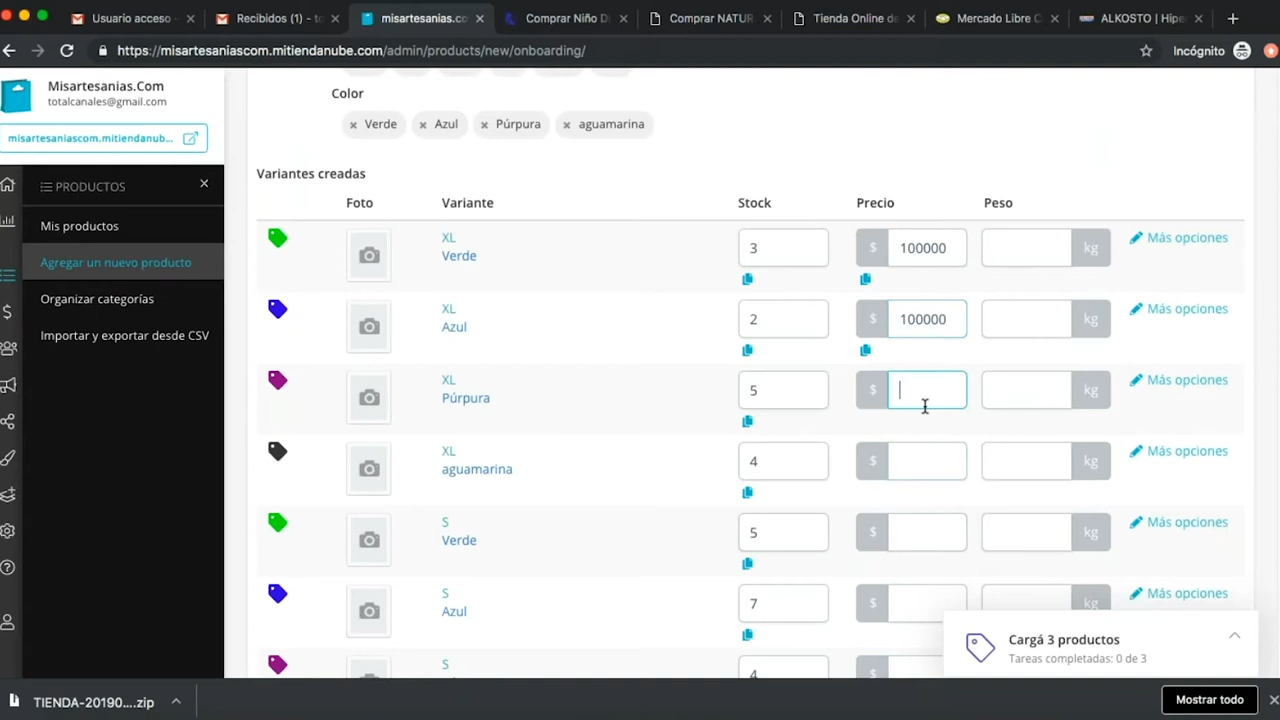 Usuario acceso
Recibidos (1) - to
misartesanias.co
Comprar Niño D
Comprar NATUR
Tienda Online da
Mercado Libre C
ALKOSTO | Hipe
https://misartesaniascom.mitiendanube.com/admin/products/new/onboarding/
Incógnito
Misartesanias.Com
totalcanales@gmail.com
misartesaniascom.mitiendanub...
PRODUCTOS
Mis productos
Agregar un nuevo producto
Organizar categorías
Importar y exportar desde CSV
Color
× Verde × Azul × Púrpura × aguamarina
Variantes creadas
Foto Variante Stock Precio Peso
XL
Verde
3 $ 100000 kg Más opciones
XL
Azul
2 $ 100000 kg Más opciones
XL
Púrpura
5 $ kg Más opciones
XL
aguamarina
4 $ kg Más opciones
S
Verde
5 $ kg Más opciones
S
Azul
7 $ kg Más opciones
S
4
Cargá 3 productos
Tareas completadas: 0 de 3
TIENDA-20190....zip
Mostrar todo